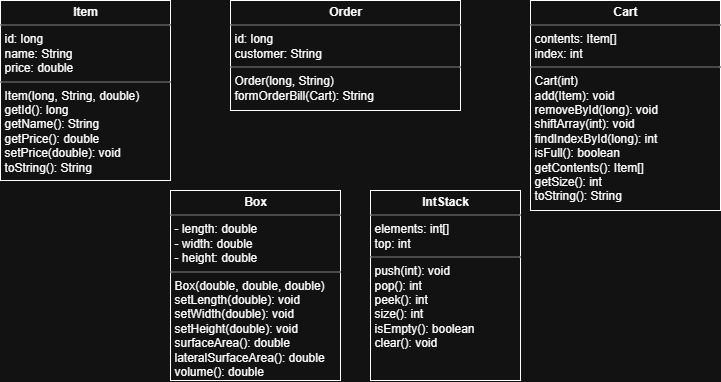 Item
id: long
name: String
price: double
Item(long, String, double)
getId(): long
getName(): String
getPrice(): double
setPrice(double): void
toString(): String
Order
id: long
customer: String
Order(long, String)
formOrderBill(Cart): String
Cart
contents: Item[]
index: int
Cart(int)
add(Item): void
removeById(long): void
shiftArray(int): void
findIndexById(long): int
isFull(): boolean
getContents(): Item[]
getSize(): int
toString(): String
Box
- length: double
- width: double
- height: double
Box(double, double, double)
setLength(double): void
setWidth(double): void
setHeight(double): void
surfaceArea(): double
lateralSurfaceArea(): double
volume(): double
IntStack
elements: int[]
top: int
push(int): void
pop(): int
peek(): int
size(): int
isEmpty(): boolean
clear(): void